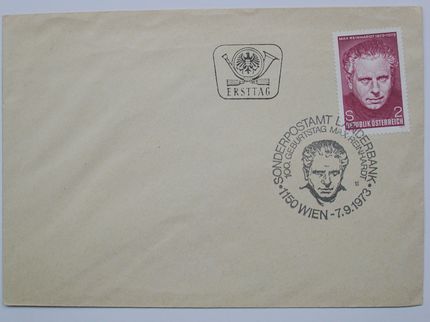 MAX REINHARDT 1873-1973
S 2
REPUBLIK ÖSTERREICH
ERSTTAG
SONDERPOSTAMT LÄNDERBANK
100. GEBURTSTAG MAX REINHARDT
• 1150 WIEN - 7.9.1973 •